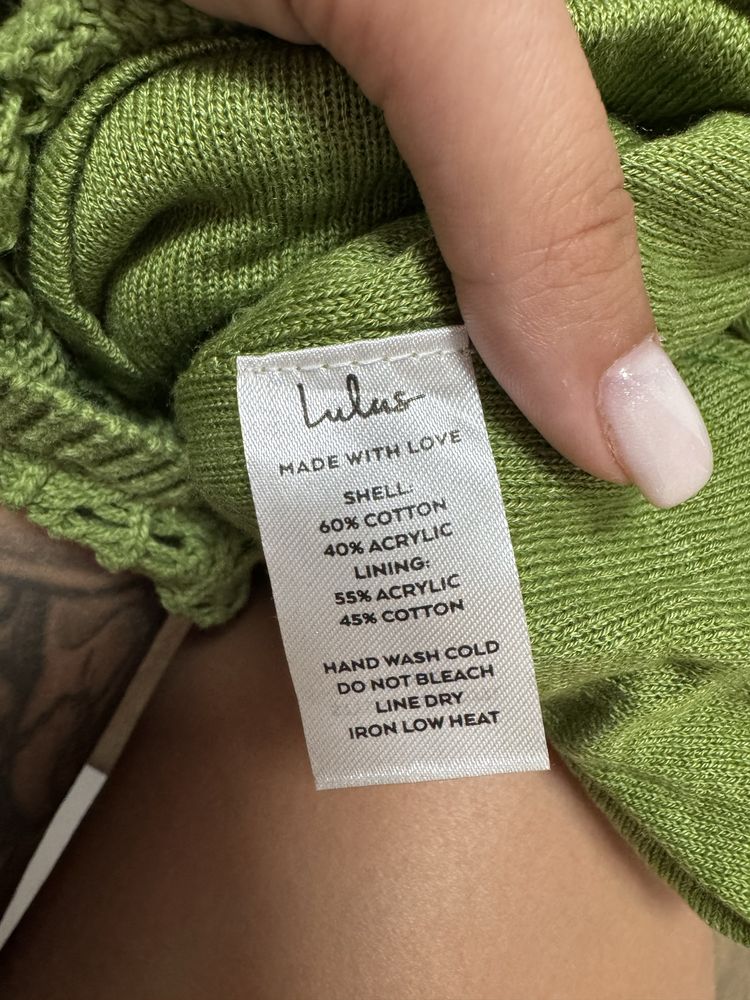 Lulus
MADE WITH LOVE
SHELL:
60% COTTON
40% ACRYLIC
LINING:
55% ACRYLIC
45% COTTON
HAND WASH COLD
DO NOT BLEACH
LINE DRY
IRON LOW HEAT